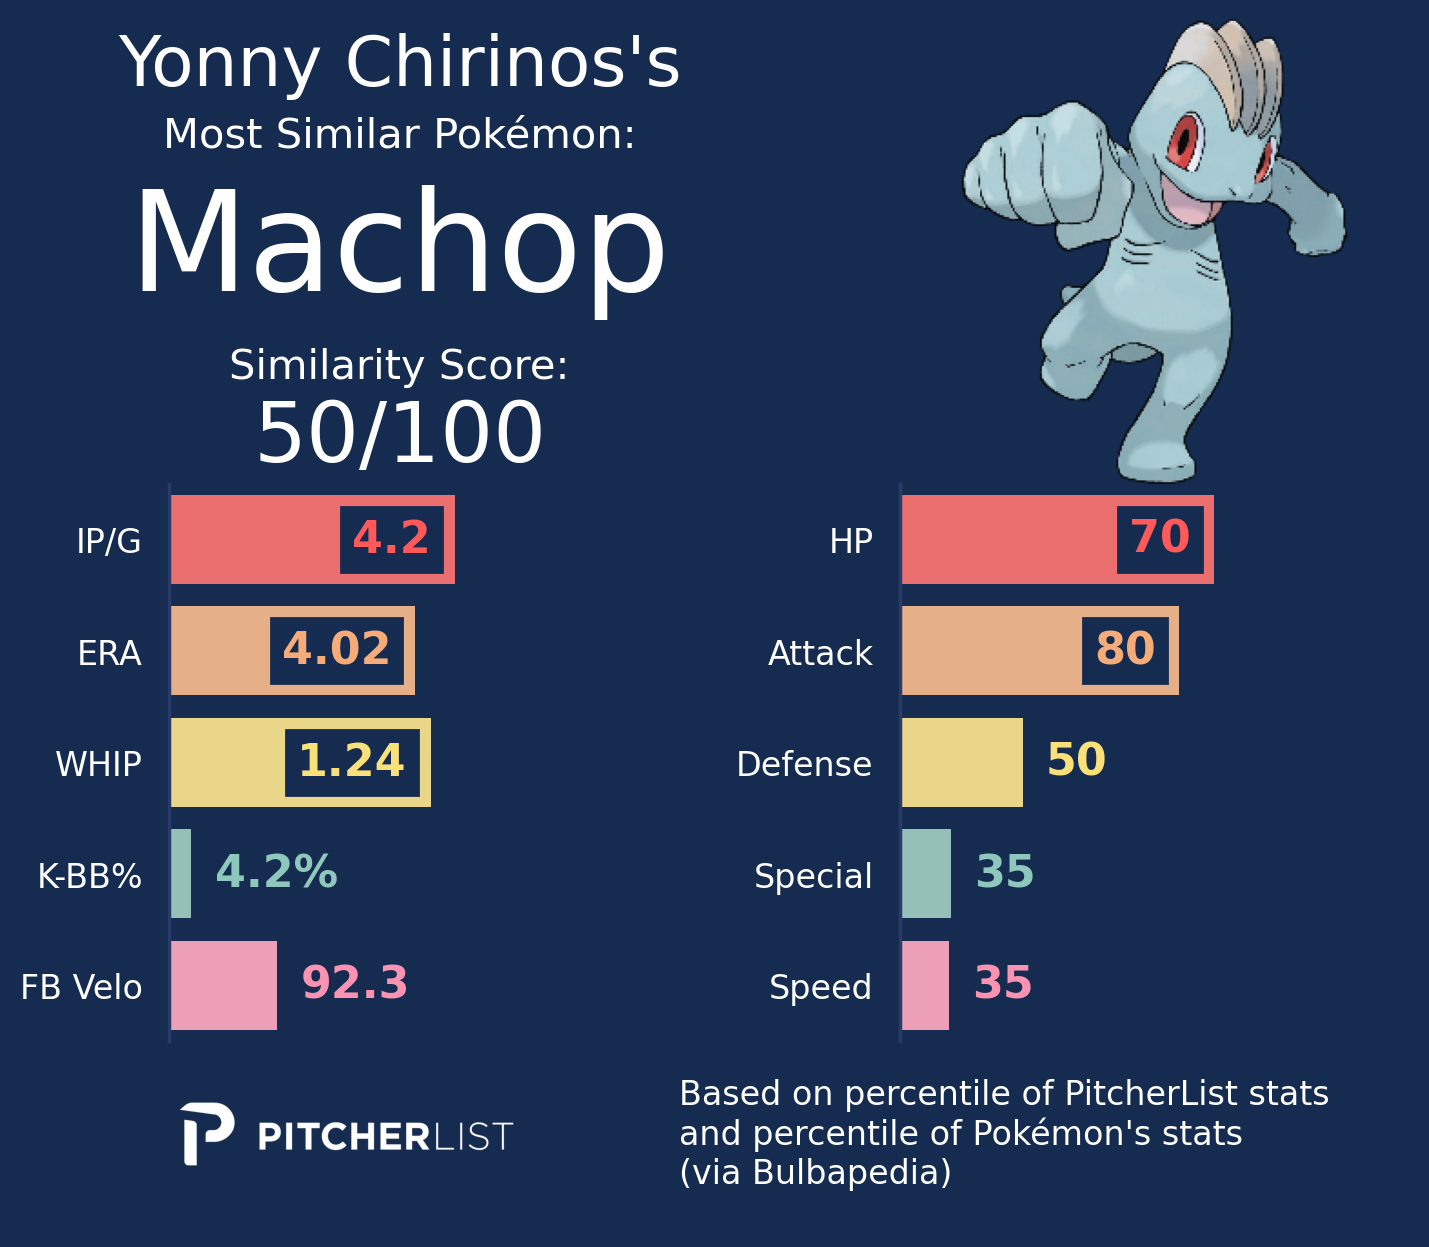 Yonny Chirinos's
Most Similar Pokémon:
Machop
Similarity Score:
50/100
IP/G 4.2
ERA 4.02
WHIP 1.24
K-BB% 4.2%
FB Velo 92.3
HP 70
Attack 80
Defense 50
Special 35
Speed 35
PITCHERLIST
Based on percentile of PitcherList stats
and percentile of Pokémon's stats
(via Bulbapedia)